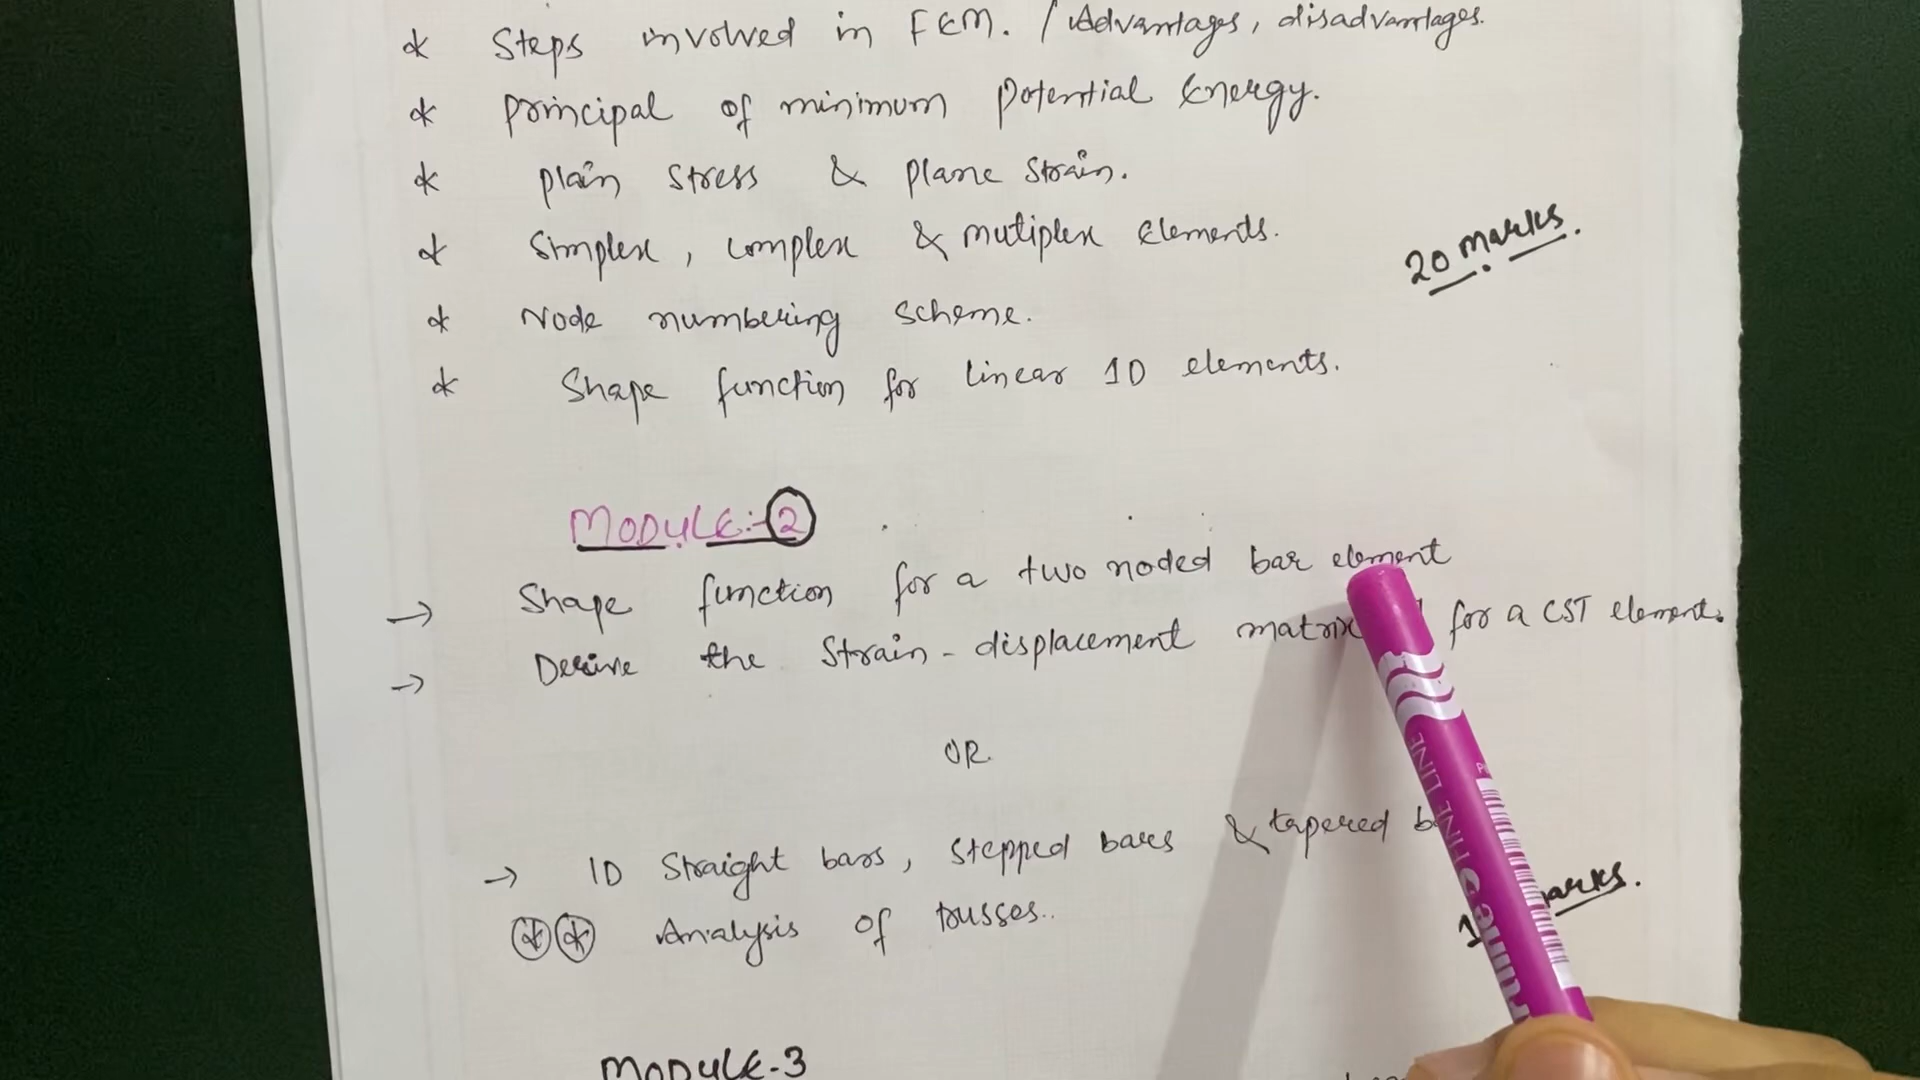 * Steps involved in FEM. / Advantages, disadvantages.
* Principal of minimum Potential Energy.
* plain stress & plane strain.
* Simplex, complex & mutiplex Elements.
20 marks.
* Node numbering scheme.
* Shape function for linear 1D elements.
MODULE:-2
→ Shape function for a two noded bar element
→ Derive the Strain-displacement matrix for a CST element.
OR
→ 1D Straight bars, stepped bars & tapered
** Analysis of trusses..
MODULE-3
FINE LINE